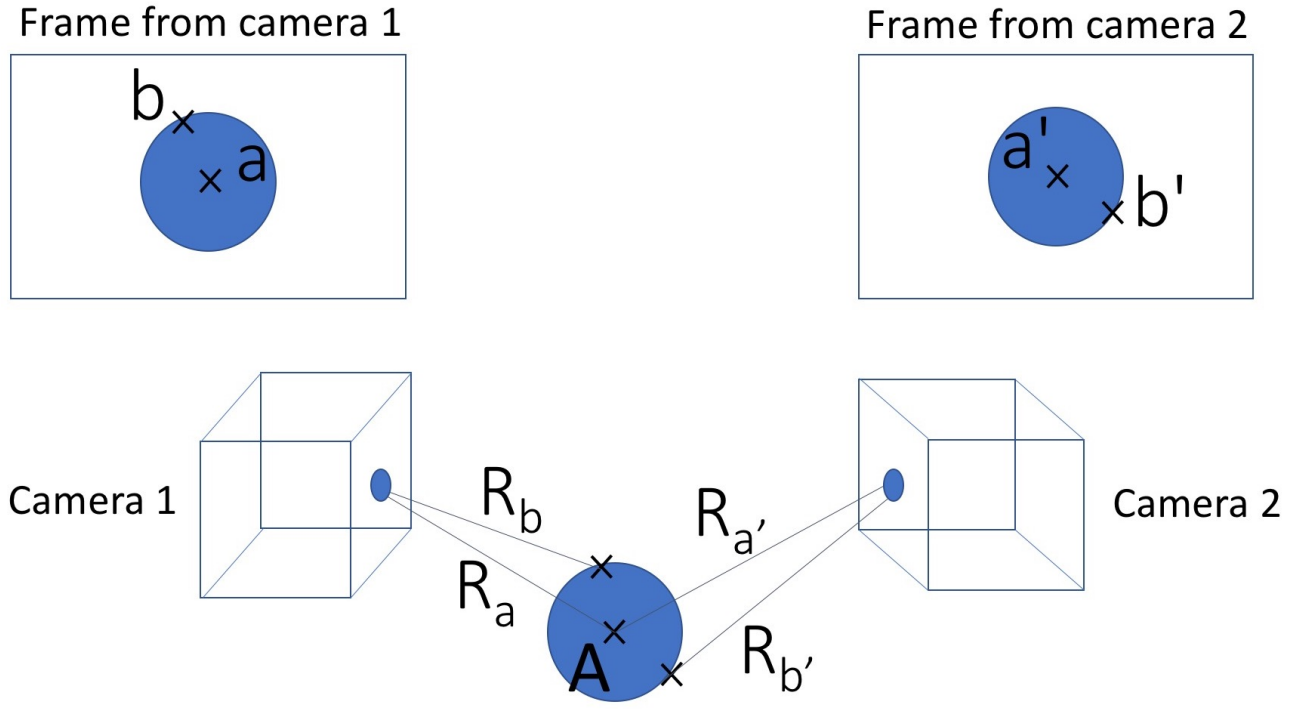 Frame from camera 1
Frame from camera 2
b
a
a'
b'
Camera 1
R_b
R_a'
Camera 2
R_a
A
R_b'